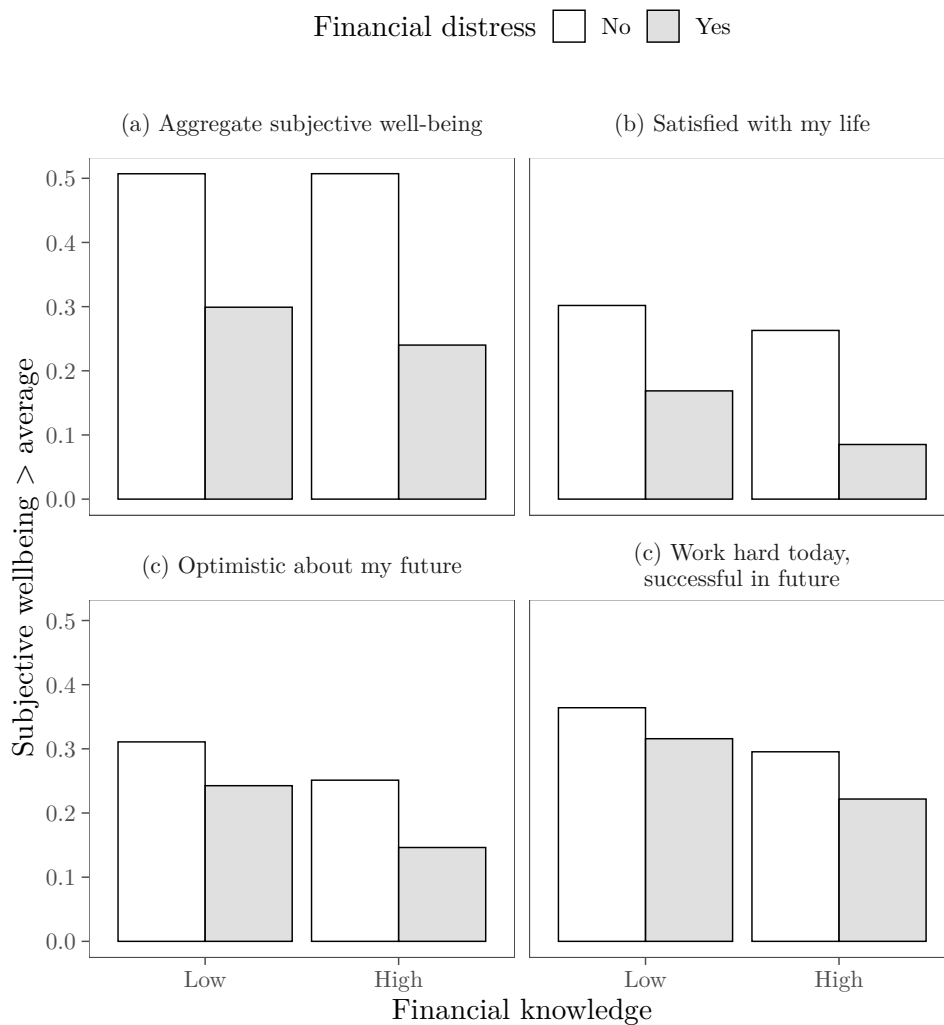 Financial distress No Yes
(a) Aggregate subjective well-being
(b) Satisfied with my life
0.5
0.4
0.3
0.2
0.1
0.0
(c) Optimistic about my future
(c) Work hard today,
successful in future
0.5
0.4
0.3
0.2
0.1
0.0
Subjective wellbeing > average
Low High Low High
Financial knowledge